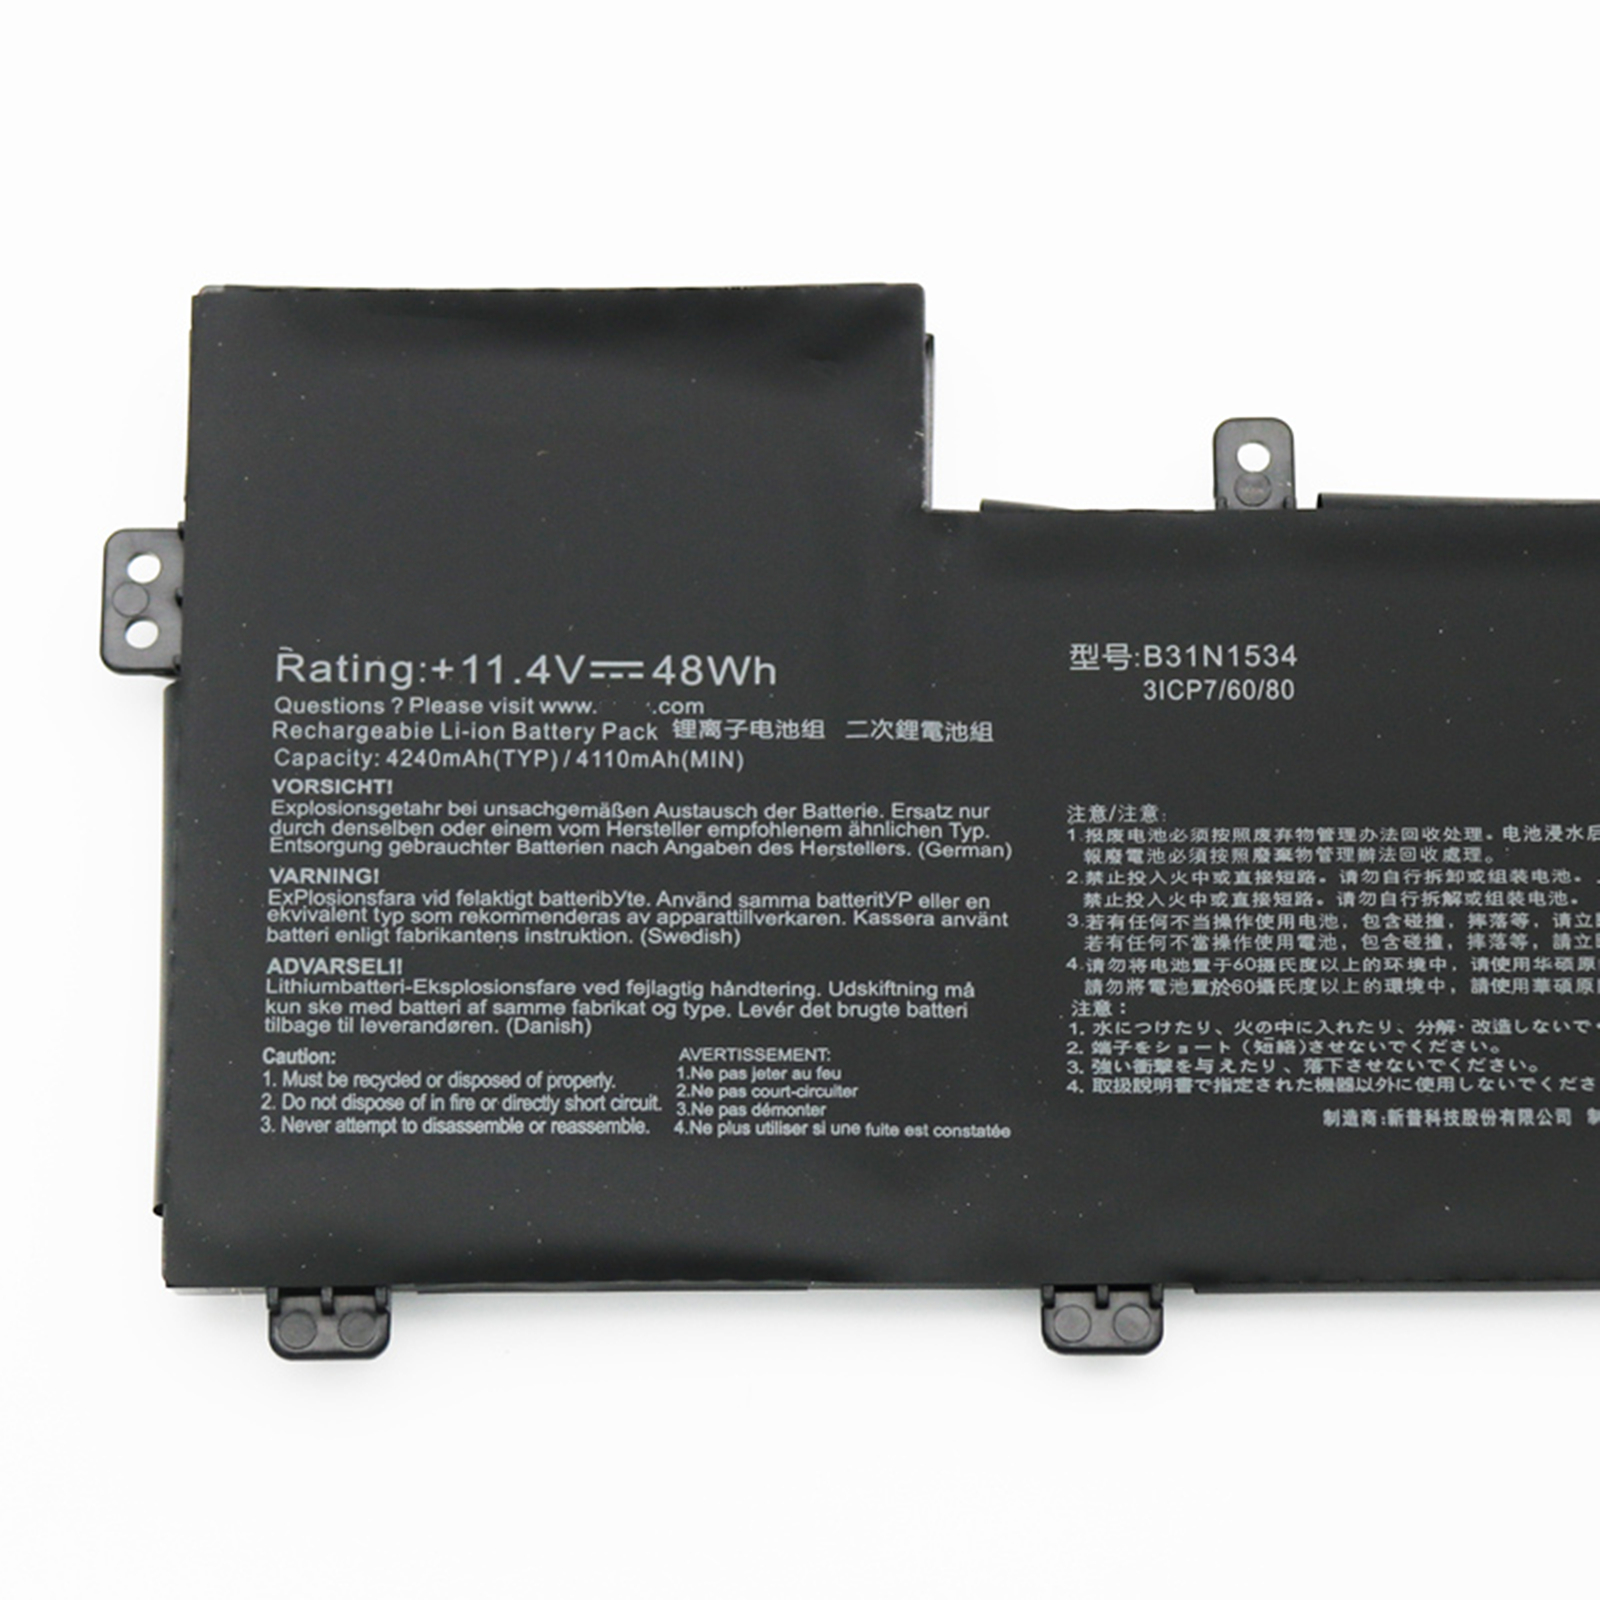 Rating:+11.4V⎓48Wh
Questions ? Please visit www. .com
Rechargeabie Li-ion Battery Pack 锂离子电池组 二次鋰電池組
Capacity: 4240mAh(TYP) / 4110mAh(MIN)
VORSICHT!
Explosionsgetahr bei unsachgemäßen Austausch der Batterie. Ersatz nur
durch denselben oder einem vom Hersteller empfohlenem ähnlichen Typ.
Entsorgung gebrauchter Batterien nach Angaben des Herstellers. (German)
VARNING!
ExPlosionsfara vid felaktigt batteribYte. Använd samma batteritYP eller en
ekvivalent typ som rekommenderas av apparattillverkaren. Kassera använt
batteri enligt fabrikantens instruktion. (Swedish)
ADVARSEL1!
Lithiumbatteri-Eksplosionsfare ved fejlagtig håndtering. Udskiftning må
kun ske med batteri af samme fabrikat og type. Levér det brugte batteri
tilbage til leverandøren. (Danish)
Caution:
1. Must be recycled or disposed of properly.
2. Do not dispose of in fire or directly short circuit.
3. Never attempt to disassemble or reassemble.
AVERTISSEMENT:
1.Ne pas jeter au feu
2.Ne pas court-circuiter
3.Ne pas démonter
4.Ne plus utiliser si une fuite est constatée
型号:B31N1534
3ICP7/60/80
注意/注意:
1.报废电池必须按照废弃物管理办法回收处理。电池浸水后
報廢電池必須按照廢棄物管理辦法回收處理。
2.禁止投入火中或直接短路。请勿自行拆卸或组装电池。
禁止投入火中或直接短路。请勿自行拆解或組裝電池。
3.若有任何不当操作使用电池，包含碰撞，摔落等，请立
若有任何不當操作使用電池，包含碰撞，摔落等，請立
4.请勿将电池置于60摄氏度以上的环境中，请使用华硕原
請勿將電池置於60攝氏度以上的環境中，請使用華碩原
注意：
1. 水につけたり、火の中に入れたり、分解·改造しないで
2. 端子をショート（短絡)させないでください。
3. 強い衝撃を与えたり、落下させないでください。
4. 取扱説明書で指定された機器以外に使用しないでくださ
制造商:新普科技股份有限公司